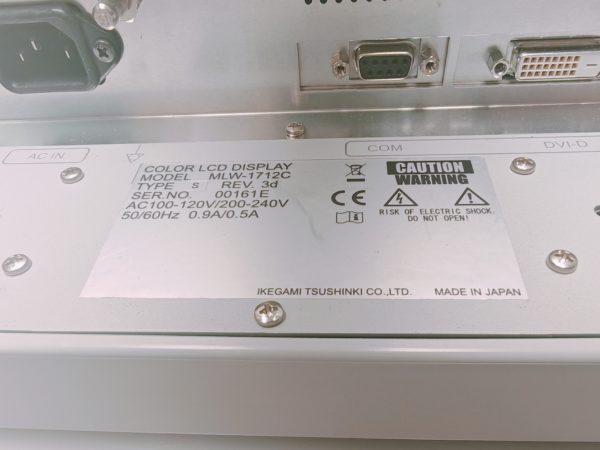 AC IN
COM
DVI-D
COLOR LCD DISPLAY
MODEL MLW-1712C
TYPE S REV. 3d
SER.NO. 00161E
AC100-120V/200-240V
50/60Hz 0.9A/0.5A
CE
CAUTION
WARNING
RISK OF ELECTRIC SHOCK.
DO NOT OPEN!
IKEGAMI TSUSHINKI CO.,LTD. MADE IN JAPAN